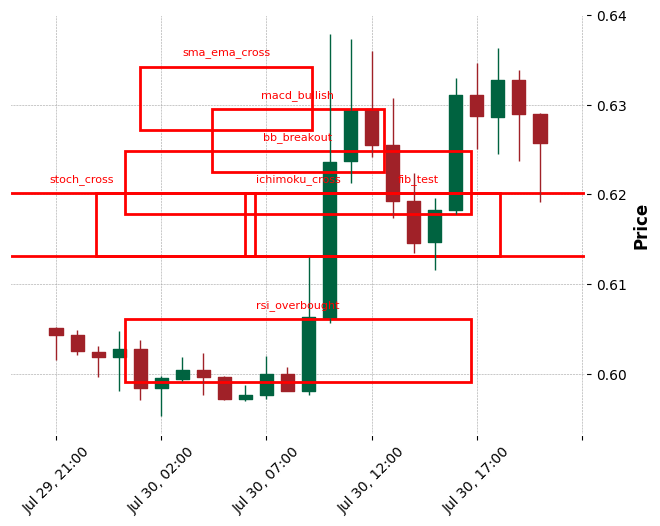 sma_ema_cross
macd_bullish
bb_breakout
stoch_cross
ichimoku_cross
fib_test
rsi_overbought
0.64
0.63
0.62
0.61
0.60
Price
Jul 29, 21:00
Jul 30, 02:00
Jul 30, 07:00
Jul 30, 12:00
Jul 30, 17:00